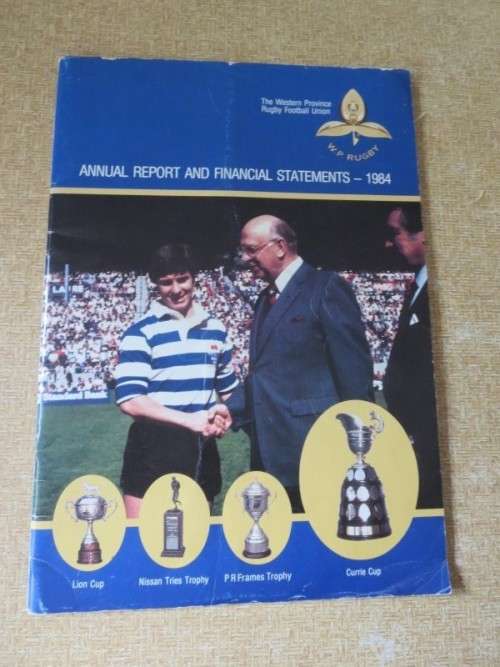 The Western Province
Rugby Football Union
W P RUGBY
ANNUAL REPORT AND FINANCIAL STATEMENTS – 1984
Lion Cup
Nissan Tries Trophy
P R Frames Trophy
Currie Cup